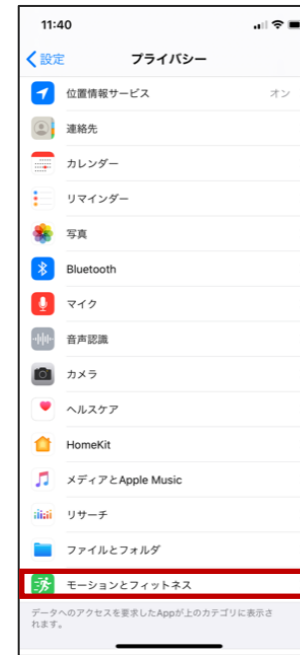 11:40
設定
プライバシー
位置情報サービス
オン
連絡先
カレンダー
リマインダー
写真
Bluetooth
マイク
音声認識
カメラ
ヘルスケア
HomeKit
メディアとApple Music
リサーチ
ファイルとフォルダ
モーションとフィットネス
データへのアクセスを要求したAppが上のカテゴリに表示さ
れます。